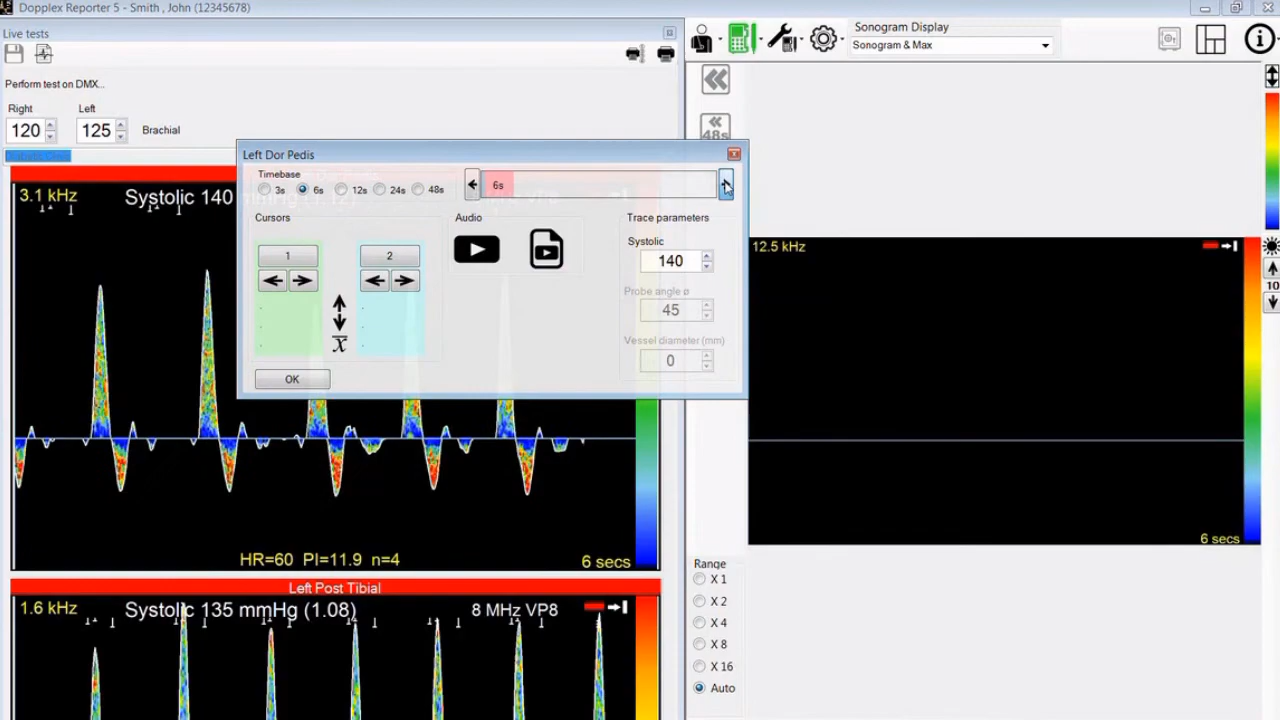 Dopplex Reporter 5 - Smith , John (12345678)
Live tests
Sonogram Display
Sonogram & Max
Perform test on DMX...
Right
Left
120
125
Brachial
48s
Left Dor Pedis
Timebase
3s
6s
12s
24s
48s
6s
3.1 kHz
Systolic 140
Cursors
Audio
Trace parameters
Systolic
140
1
2
Probe angle ø
45
Vessel diameter (mm)
0
x
OK
12.5 kHz
10
6 secs
HR=60 PI=11.9 n=4
6 secs
Left Post Tibial
1.6 kHz
Systolic 135 mmHg (1.08)
8 MHz VP8
Range
X 1
X 2
X 4
X 8
X 16
Auto